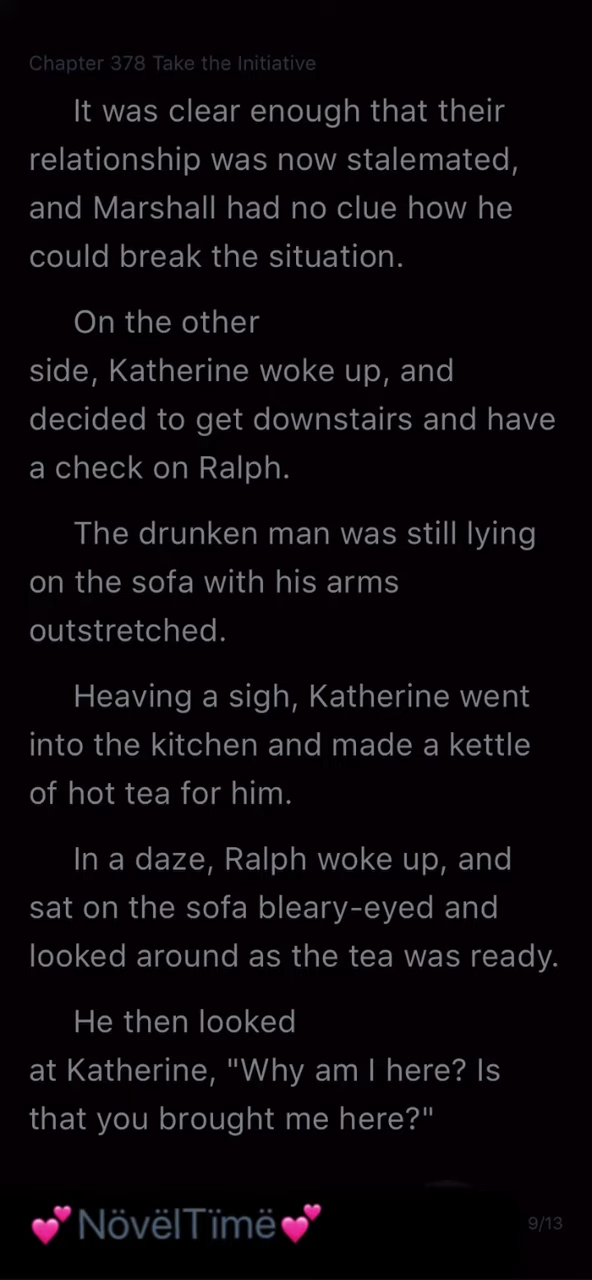 Chapter 378 Take the Initiative
It was clear enough that their
relationship was now stalemated,
and Marshall had no clue how he
could break the situation.
On the other
side, Katherine woke up, and
decided to get downstairs and have
a check on Ralph.
The drunken man was still lying
on the sofa with his arms
outstretched.
Heaving a sigh, Katherine went
into the kitchen and made a kettle
of hot tea for him.
In a daze, Ralph woke up, and
sat on the sofa bleary-eyed and
looked around as the tea was ready.
He then looked
at Katherine, "Why am I here? Is
that you brought me here?"
💕NövëlTïmë💕 9/13